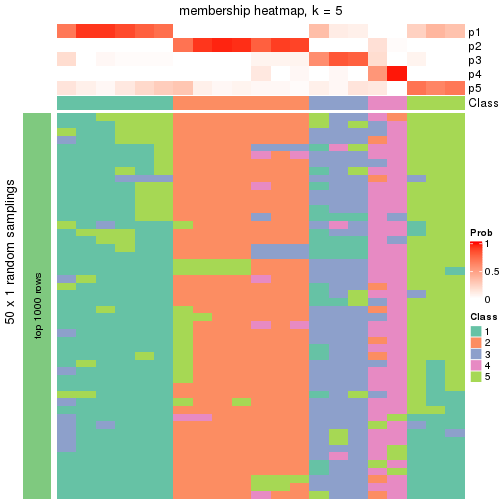 membership heatmap, k = 5
p1
p2
p3
p4
p5
Class
50 x 1 random samplings
top 1000 rows
Prob
1
0.5
0
Class
1
2
3
4
5